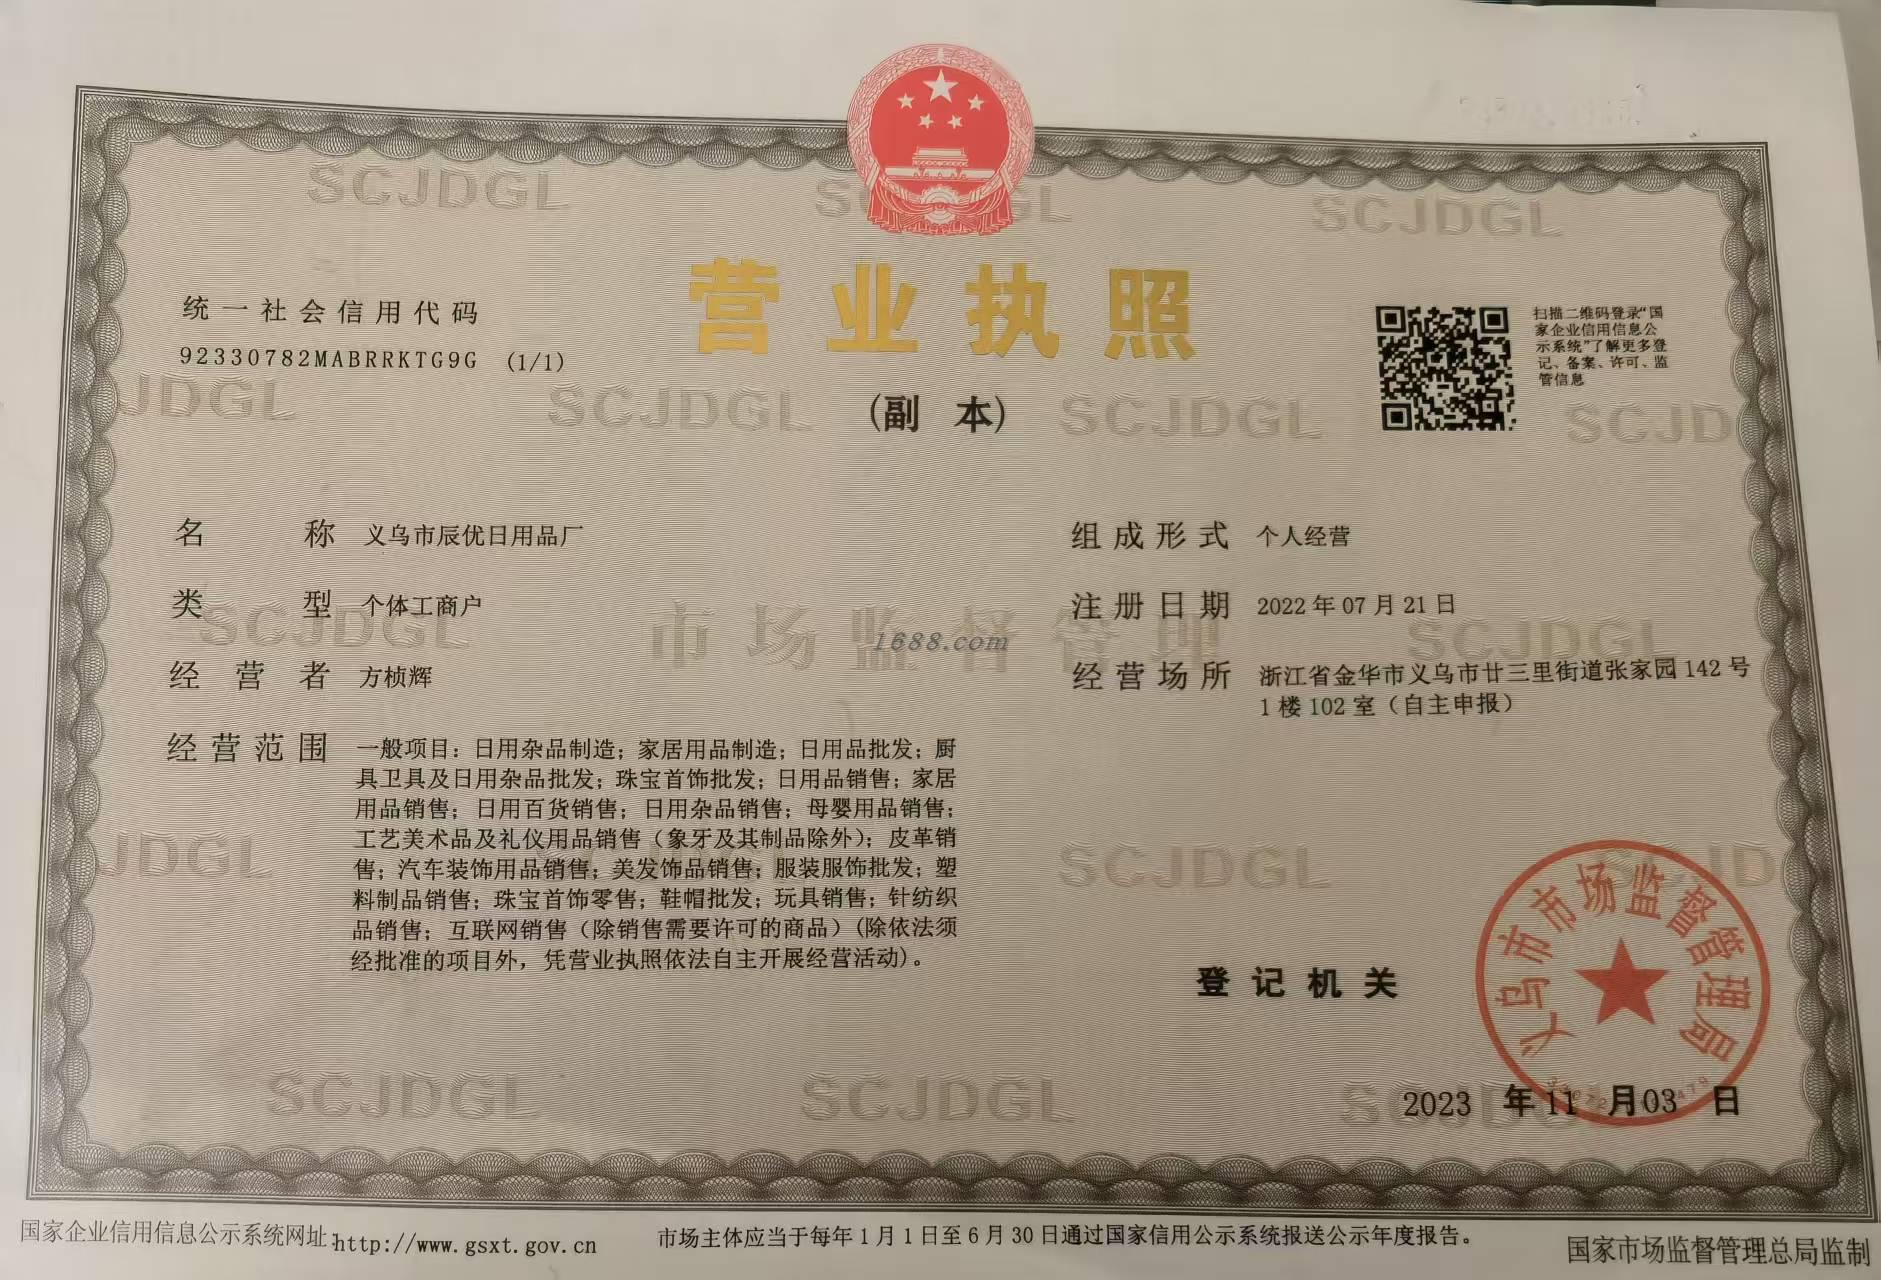 SCJDGL
SCJDGL
营业执照
(副 本)
统一社会信用代码
92330782MABRRKTG9G (1/1)
扫描二维码登录“国
家企业信用信息公
示系统”了解更多登
记、备案、许可、监
管信息
SCJDGL
SCJDGL
名 称 义乌市辰优日用品厂
类 型 个体工商户
经 营 者 方桢辉
经营范围 一般项目：日用杂品制造；家居用品制造；日用品批发；厨
具卫具及日用杂品批发；珠宝首饰批发；日用品销售；家居
用品销售；日用百货销售；日用杂品销售；母婴用品销售；
工艺美术品及礼仪用品销售（象牙及其制品除外）；皮革销
售；汽车装饰用品销售；美发饰品销售；服装服饰批发；塑
料制品销售；珠宝首饰零售；鞋帽批发；玩具销售；针纺织
品销售；互联网销售（除销售需要许可的商品）(除依法须
经批准的项目外，凭营业执照依法自主开展经营活动)。
组成形式 个人经营
注册日期 2022年07月21日
经营场所 浙江省金华市义乌市廿三里街道张家园142号
1楼102室（自主申报）
SCJDGL
市场监督管理
SCJDGL
1688.com
SCJDGL
登记机关
义乌市市场监督管理局
2023 年11 月03 日
SCJDGL
SCJDGL
国家企业信用信息公示系统网址:http://www.gsxt.gov.cn
市场主体应当于每年1月1日至6月30日通过国家信用公示系统报送公示年度报告。
国家市场监督管理总局监制